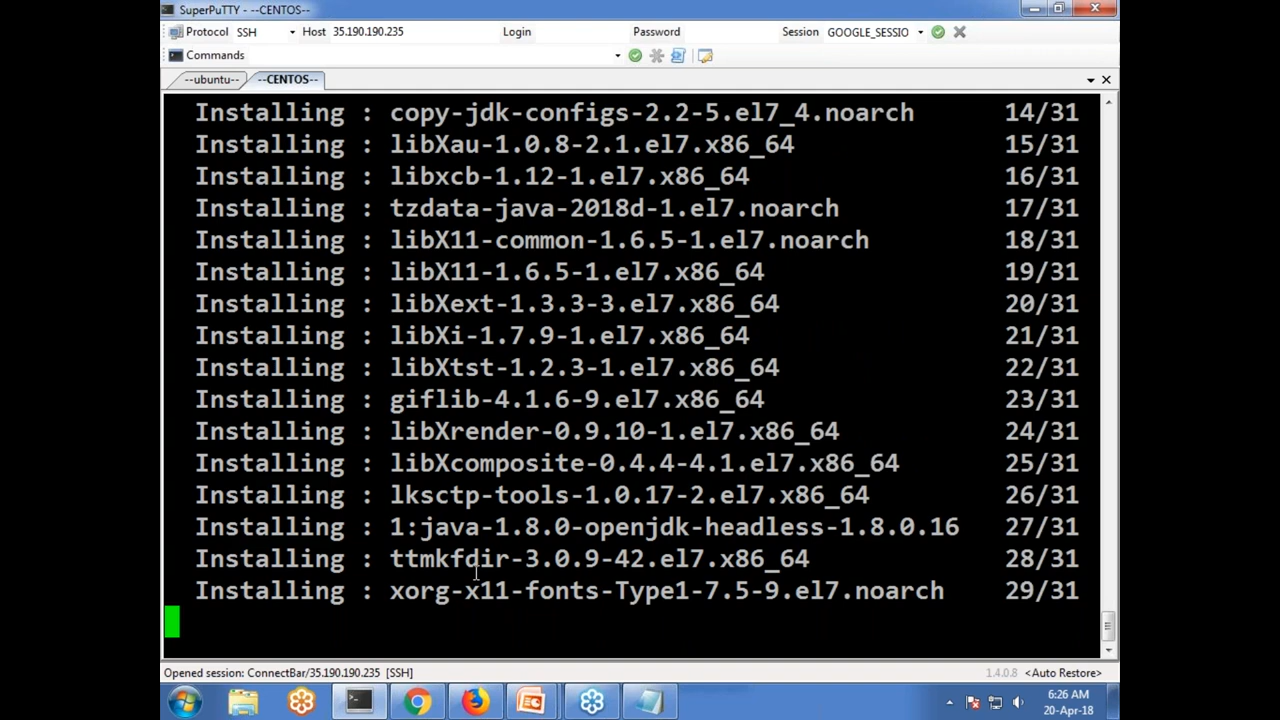 SuperPuTTY - --CENTOS--
Protocol SSH Host 35.190.190.235 Login Password Session GOOGLE_SESSIO
Commands
--ubuntu-- --CENTOS--
Installing : copy-jdk-configs-2.2-5.el7_4.noarch 14/31
Installing : libXau-1.0.8-2.1.el7.x86_64 15/31
Installing : libxcb-1.12-1.el7.x86_64 16/31
Installing : tzdata-java-2018d-1.el7.noarch 17/31
Installing : libX11-common-1.6.5-1.el7.noarch 18/31
Installing : libX11-1.6.5-1.el7.x86_64 19/31
Installing : libXext-1.3.3-3.el7.x86_64 20/31
Installing : libXi-1.7.9-1.el7.x86_64 21/31
Installing : libXtst-1.2.3-1.el7.x86_64 22/31
Installing : giflib-4.1.6-9.el7.x86_64 23/31
Installing : libXrender-0.9.10-1.el7.x86_64 24/31
Installing : libXcomposite-0.4.4-4.1.el7.x86_64 25/31
Installing : lksctp-tools-1.0.17-2.el7.x86_64 26/31
Installing : 1:java-1.8.0-openjdk-headless-1.8.0.16 27/31
Installing : ttmkfdir-3.0.9-42.el7.x86_64 28/31
Installing : xorg-x11-fonts-Type1-7.5-9.el7.noarch 29/31
Opened session: ConnectBar/35.190.190.235 [SSH] 1.4.0.8 <Auto Restore>
6:26 AM
20-Apr-18